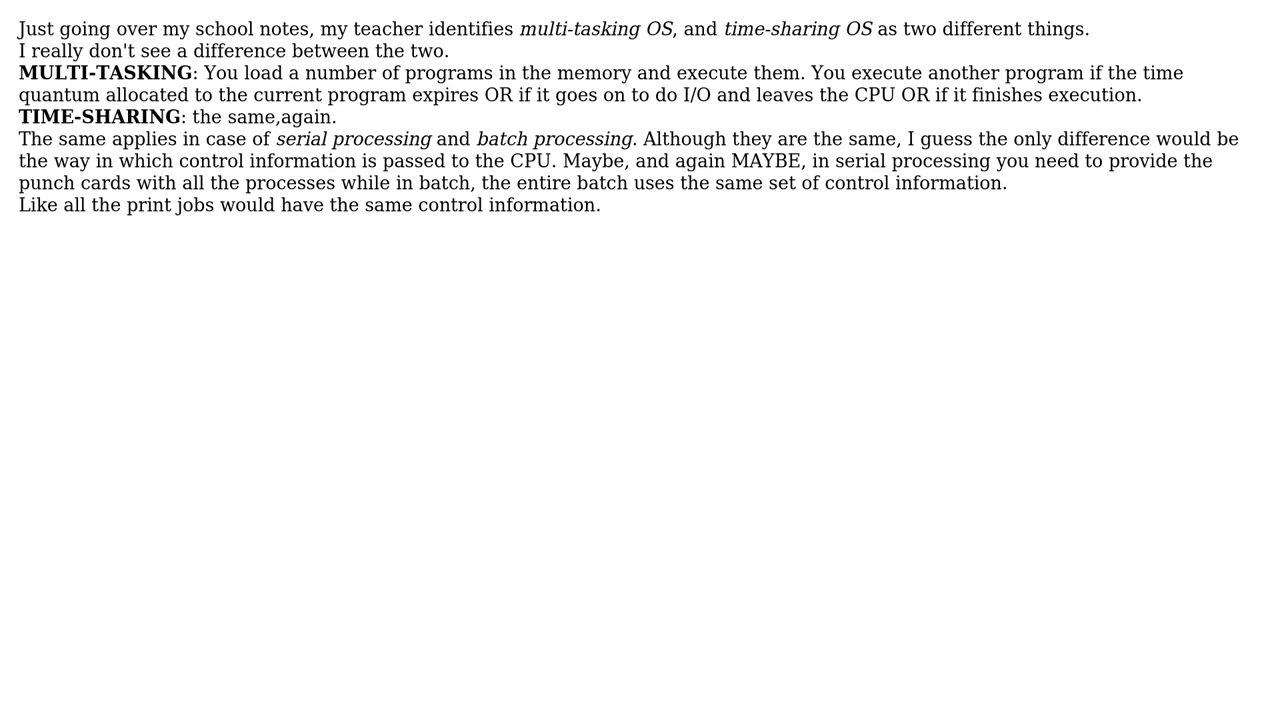 Just going over my school notes, my teacher identifies multi-tasking OS, and time-sharing OS as two different things.
I really don't see a difference between the two.
MULTI-TASKING: You load a number of programs in the memory and execute them. You execute another program if the time
quantum allocated to the current program expires OR if it goes on to do I/O and leaves the CPU OR if it finishes execution.
TIME-SHARING: the same,again.
The same applies in case of serial processing and batch processing. Although they are the same, I guess the only difference would be
the way in which control information is passed to the CPU. Maybe, and again MAYBE, in serial processing you need to provide the
punch cards with all the processes while in batch, the entire batch uses the same set of control information.
Like all the print jobs would have the same control information.